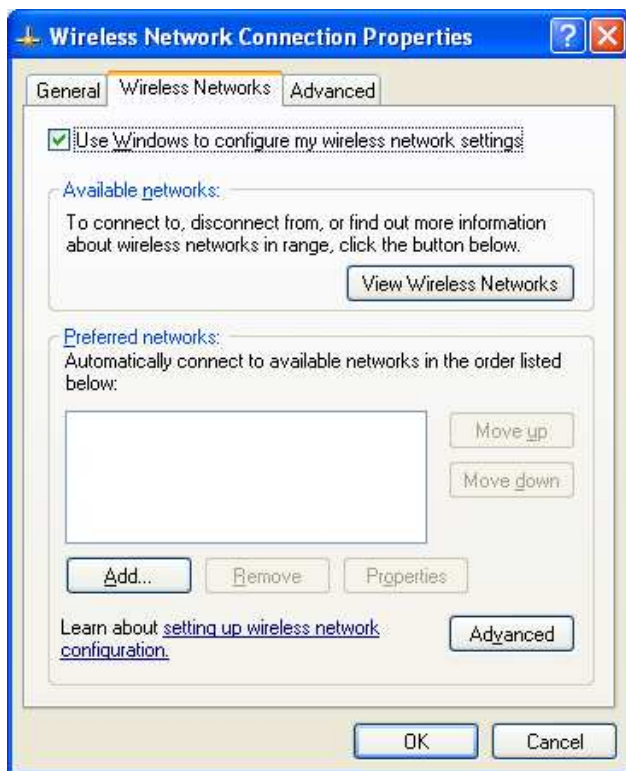 Wireless Network Connection Properties
General Wireless Networks Advanced
Use Windows to configure my wireless network settings
Available networks:
To connect to, disconnect from, or find out more information
about wireless networks in range, click the button below.
View Wireless Networks
Preferred networks:
Automatically connect to available networks in the order listed
below:
Move up
Move down
Add... Remove Properties
Learn about setting up wireless network
configuration.
Advanced
OK Cancel